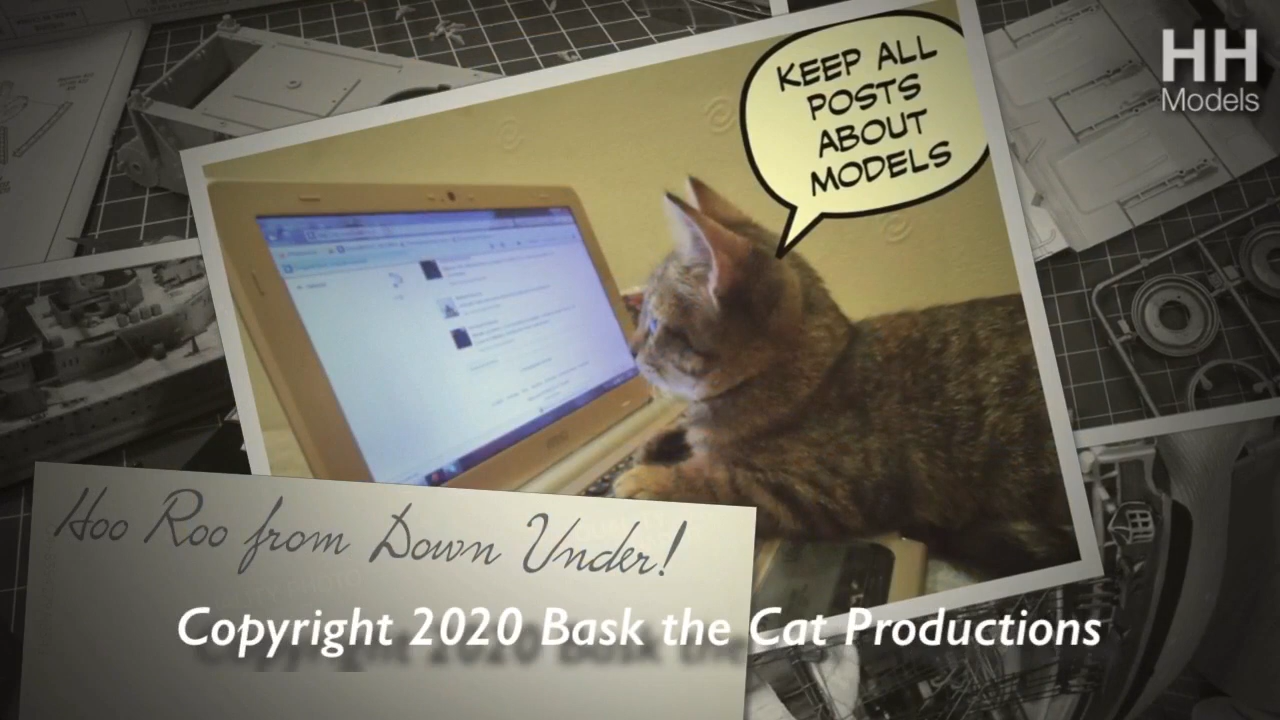 HH
Models
KEEP ALL
POSTS
ABOUT
MODELS
Hoo Roo from Down Under!
Copyright 2020 Bask the Cat Productions